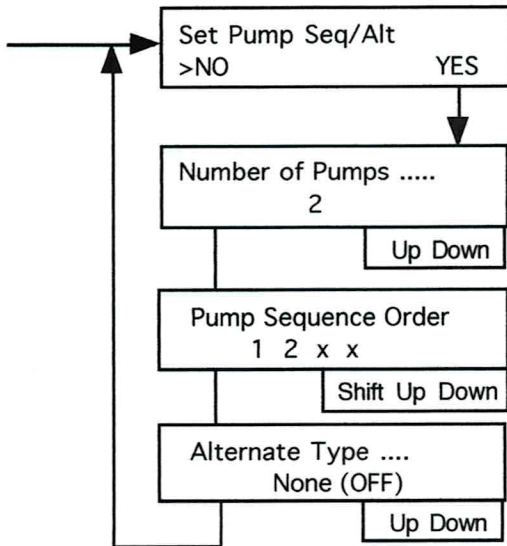 Set Pump Seq/Alt
>NO YES
Number of Pumps .....
2
Up Down
Pump Sequence Order
1 2 x x
Shift Up Down
Alternate Type ....
None (OFF)
Up Down